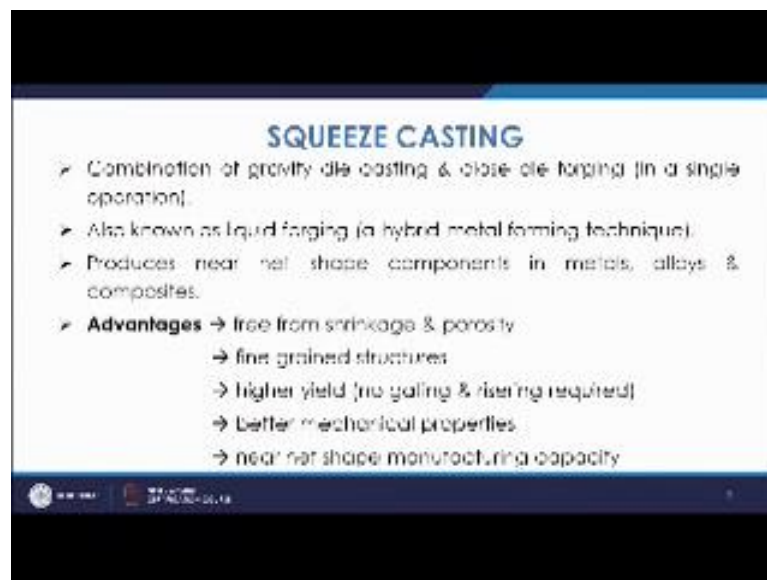 SQUEEZE CASTING
➢ Combination of gravity die casting & close die forging (in a single
operation).
➢ Also known as liquid forging (a hybrid metal forming technique).
➢ Produces near net shape components in metals, alloys &
composites.
➢ Advantages → free from shrinkage & porosity
→ fine grained structures
→ higher yield (no gating & risering required)
→ better mechanical properties
→ near net shape manufacturing capacity